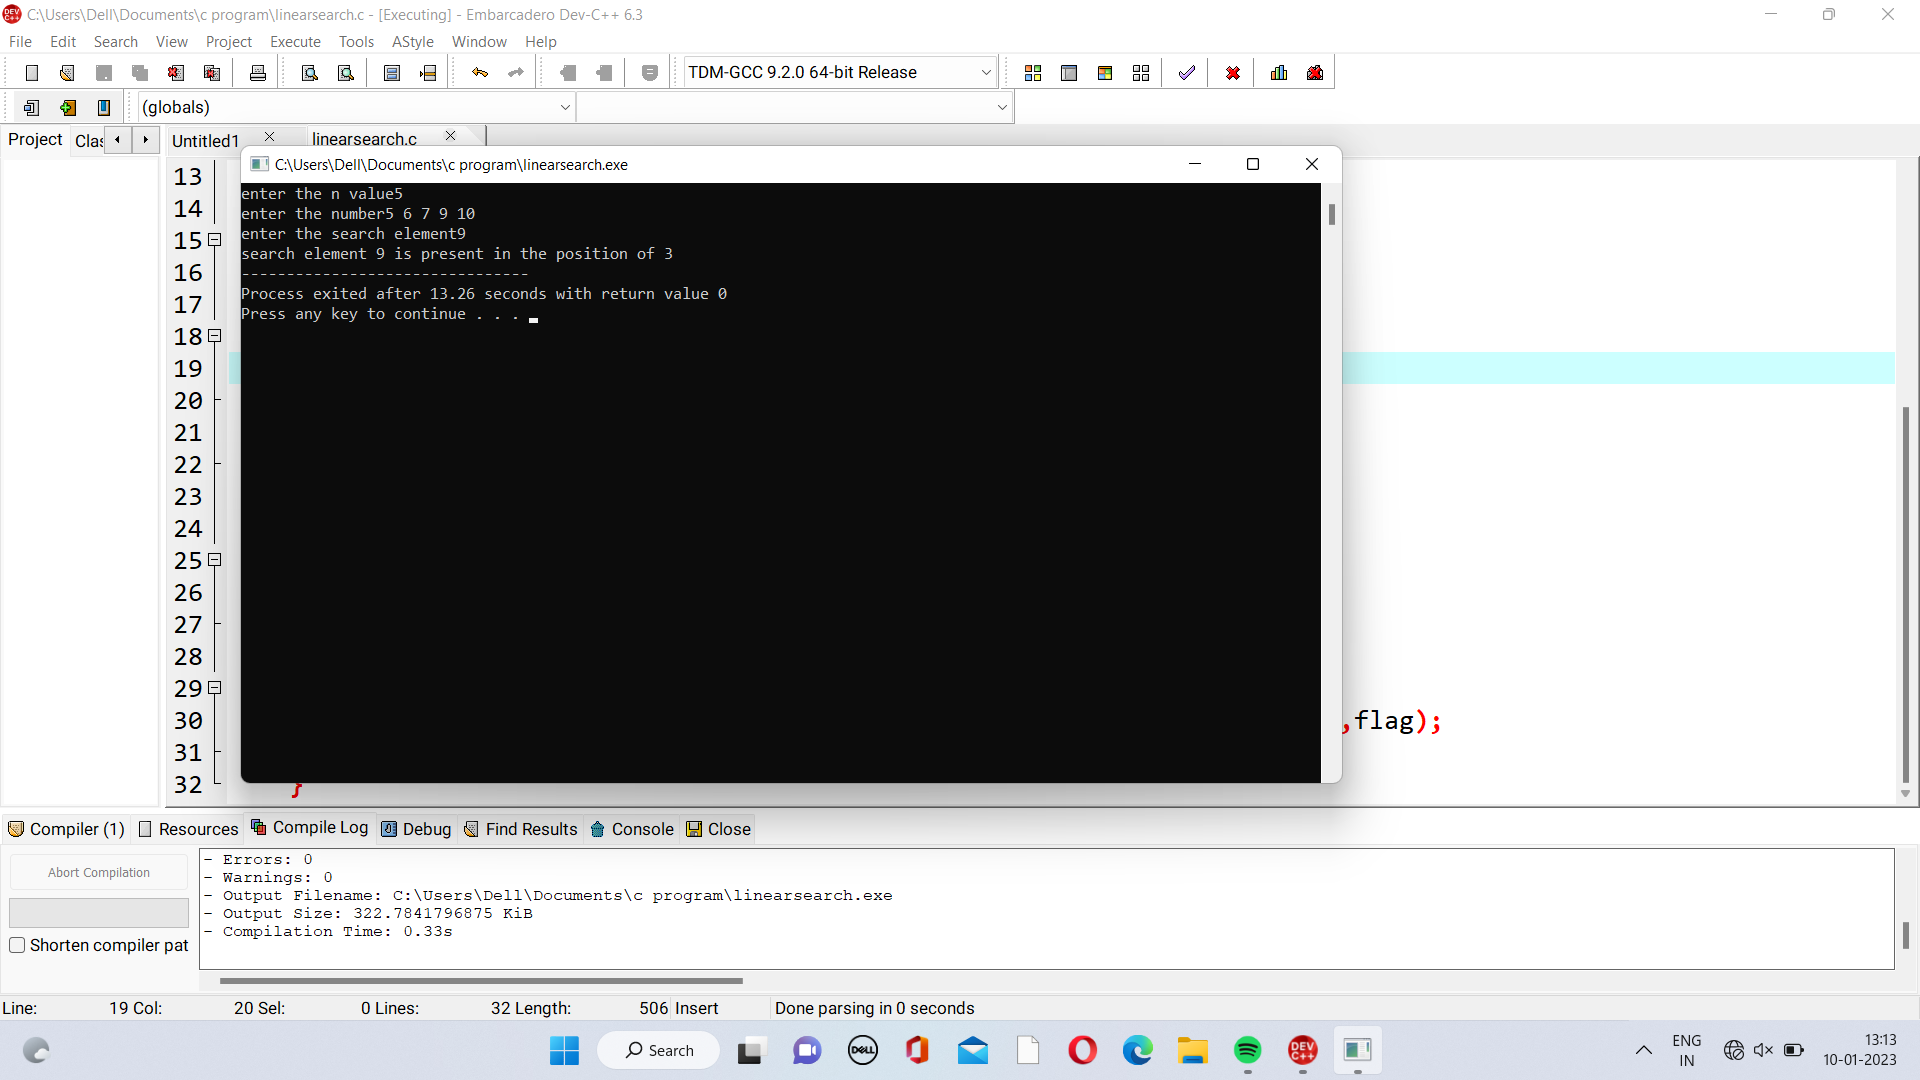 C:\Users\Dell\Documents\c program\linearsearch.c - [Executing] - Embarcadero Dev-C++ 6.3
File Edit Search View Project Execute Tools AStyle Window Help
TDM-GCC 9.2.0 64-bit Release
(globals)
Project Clas Untitled1 linearsearch.c
C:\Users\Dell\Documents\c program\linearsearch.exe
enter the n value5
enter the number5 6 7 9 10
enter the search element9
search element 9 is present in the position of 3
--------------------------------
Process exited after 13.26 seconds with return value 0
Press any key to continue . . .
13
14
15
16
17
18
19
20
21
22
23
24
25
26
27
28
29
30 ,flag);
31
32 }
Compiler (1) Resources Compile Log Debug Find Results Console Close
Abort Compilation
Shorten compiler pat
- Errors: 0
- Warnings: 0
- Output Filename: C:\Users\Dell\Documents\c program\linearsearch.exe
- Output Size: 322.7841796875 KiB
- Compilation Time: 0.33s
Line: 19 Col: 20 Sel: 0 Lines: 32 Length: 506 Insert Done parsing in 0 seconds
Search
DELL
DEV C++
ENG
IN
13:13
10-01-2023